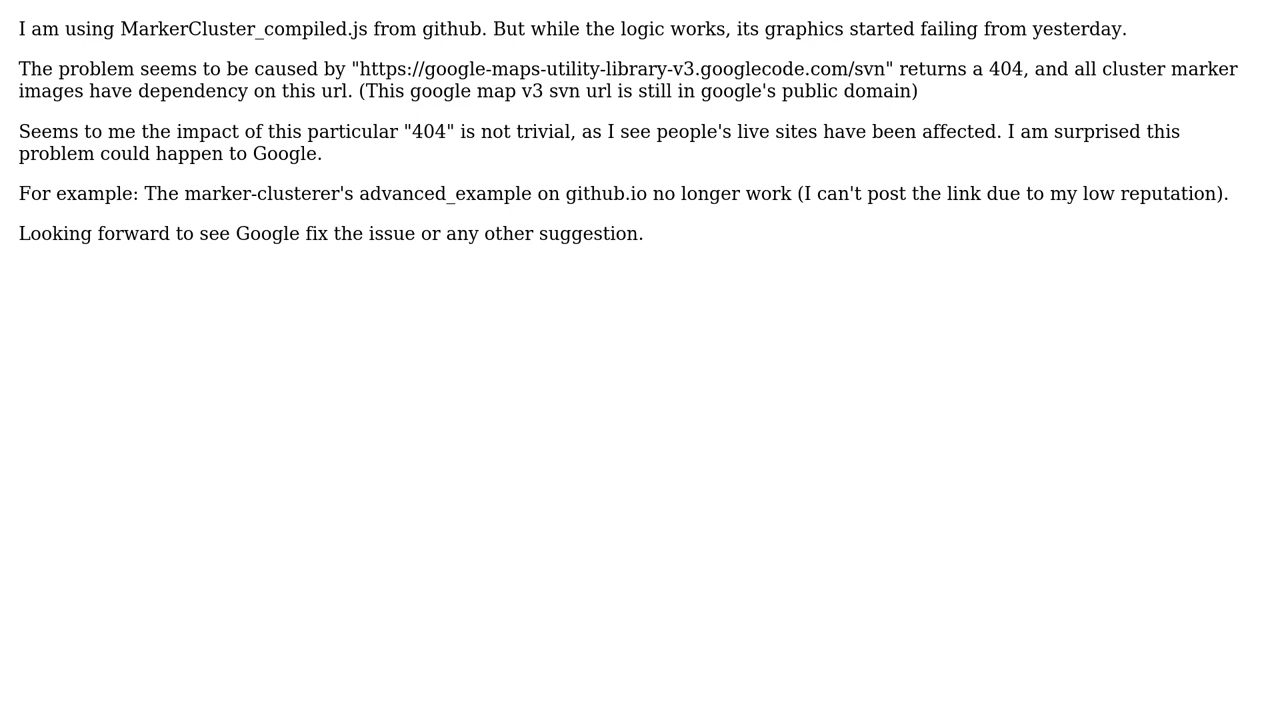 I am using MarkerCluster_compiled.js from github. But while the logic works, its graphics started failing from yesterday.
The problem seems to be caused by "https://google-maps-utility-library-v3.googlecode.com/svn" returns a 404, and all cluster marker
images have dependency on this url. (This google map v3 svn url is still in google's public domain)
Seems to me the impact of this particular "404" is not trivial, as I see people's live sites have been affected. I am surprised this
problem could happen to Google.
For example: The marker-clusterer's advanced_example on github.io no longer work (I can't post the link due to my low reputation).
Looking forward to see Google fix the issue or any other suggestion.